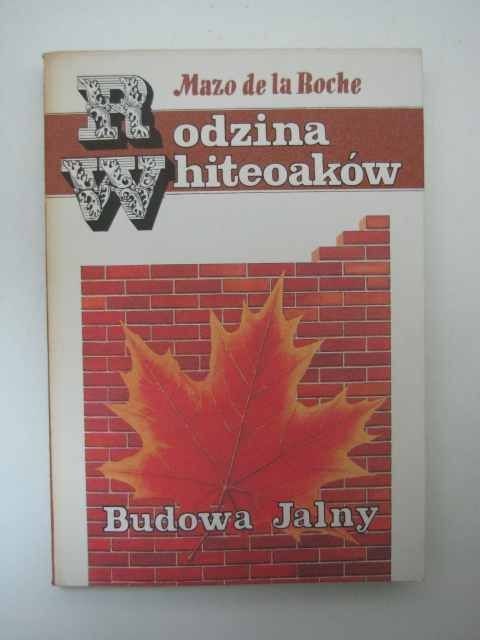 Mazo de la Roche
Rodzina
Whiteoaków
Budowa Jalny